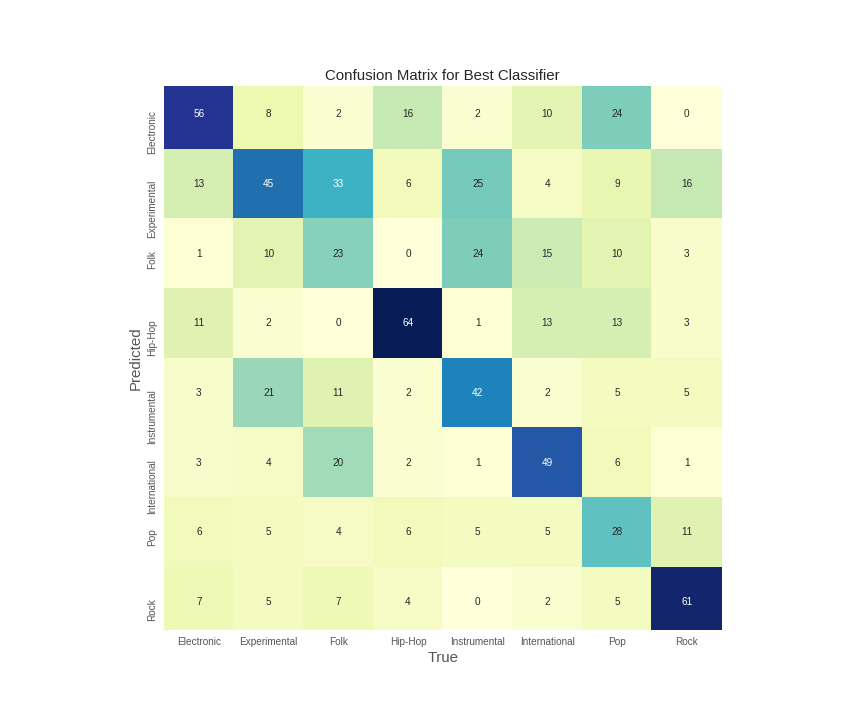 Confusion Matrix for Best Classifier
Predicted
Electronic 56 8 2 16 2 10 24 0
Experimental 13 45 33 6 25 4 9 16
Folk 1 10 23 0 24 15 10 3
Hip-Hop 11 2 0 64 1 13 13 3
Instrumental 3 21 11 2 42 2 5 5
International 3 4 20 2 1 49 6 1
Pop 6 5 4 6 5 5 28 11
Rock 7 5 7 4 0 2 5 61
Electronic Experimental Folk Hip-Hop Instrumental International Pop Rock
True